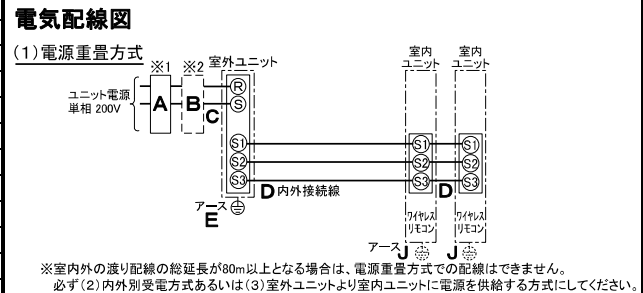 電気配線図
(1)電源重畳方式
※1 ※2 室外ユニット 室内ユニット 室内ユニット
ユニット電源
単相 200V
A B C
R
S
S1 S1 S1
S2 S2 S2
S3 S3 S3
D 内外接続線 D
アース
E
ワイヤレスリモコン ワイヤレスリモコン
アース J J
※室内外の渡り配線の総延長が80m以上となる場合は、電源重畳方式での配線はできません。
必ず(2)内外別受電方式あるいは(3)室外ユニットより室内ユニットに電源を供給する方式にしてください。